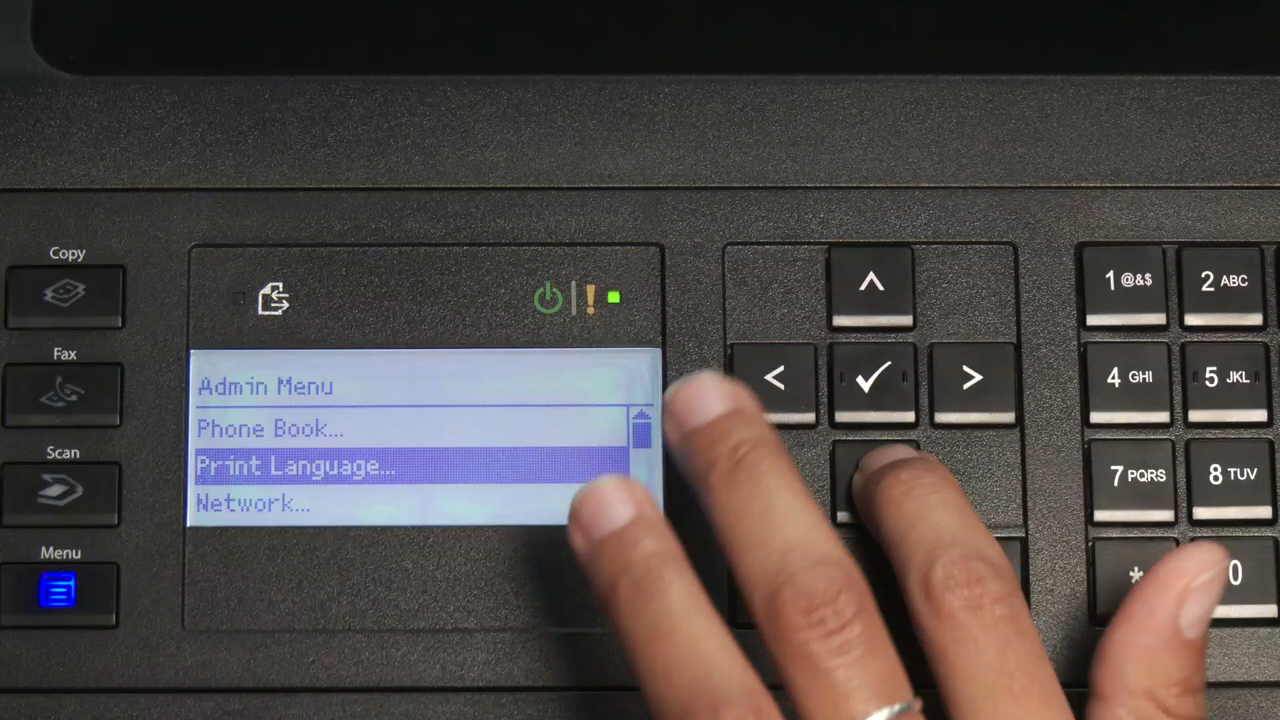 Copy
Fax
Scan
Menu
Admin Menu
Phone Book...
Print Language...
Network...
1 @&$
2 ABC
4 GHI
5 JKL
7 PQRS
8 TUV
*
0